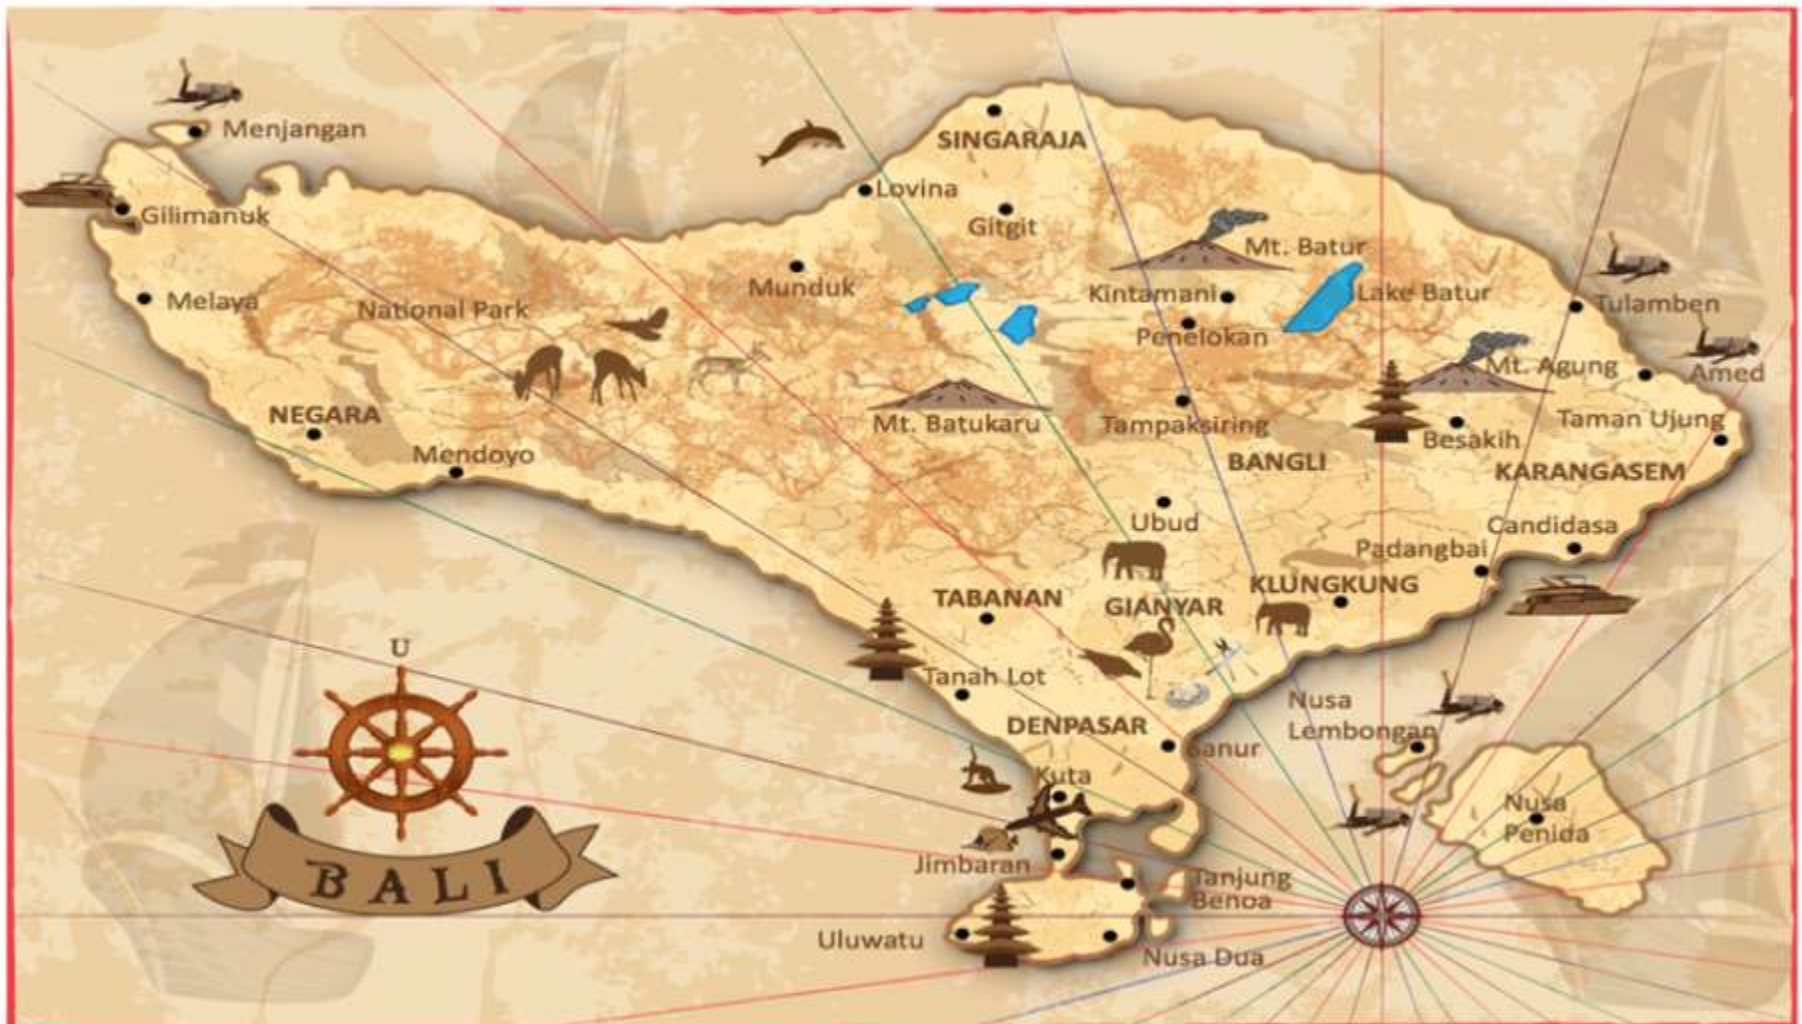 Menjangan
SINGARAJA
Lovina
Gilimanuk
Gitgit
Mt. Batur
Munduk
Kintamani
Lake Batur
Melaya
National Park
Tulamben
Penelokan
Mt. Agung
Amed
NEGARA
Mt. Batukaru
Tampaksiring
Taman Ujung
Besakih
Mendoyo
BANGLI
KARANGASEM
Ubud
Candidasa
Padangbai
KLUNGKUNG
TABANAN
GIANYAR
U
Tanah Lot
Nusa
Lembongan
DENPASAR
Sanur
Kuta
Nusa
Penida
Jimbaran
BALI
Tanjung
Benoa
Uluwatu
Nusa Dua